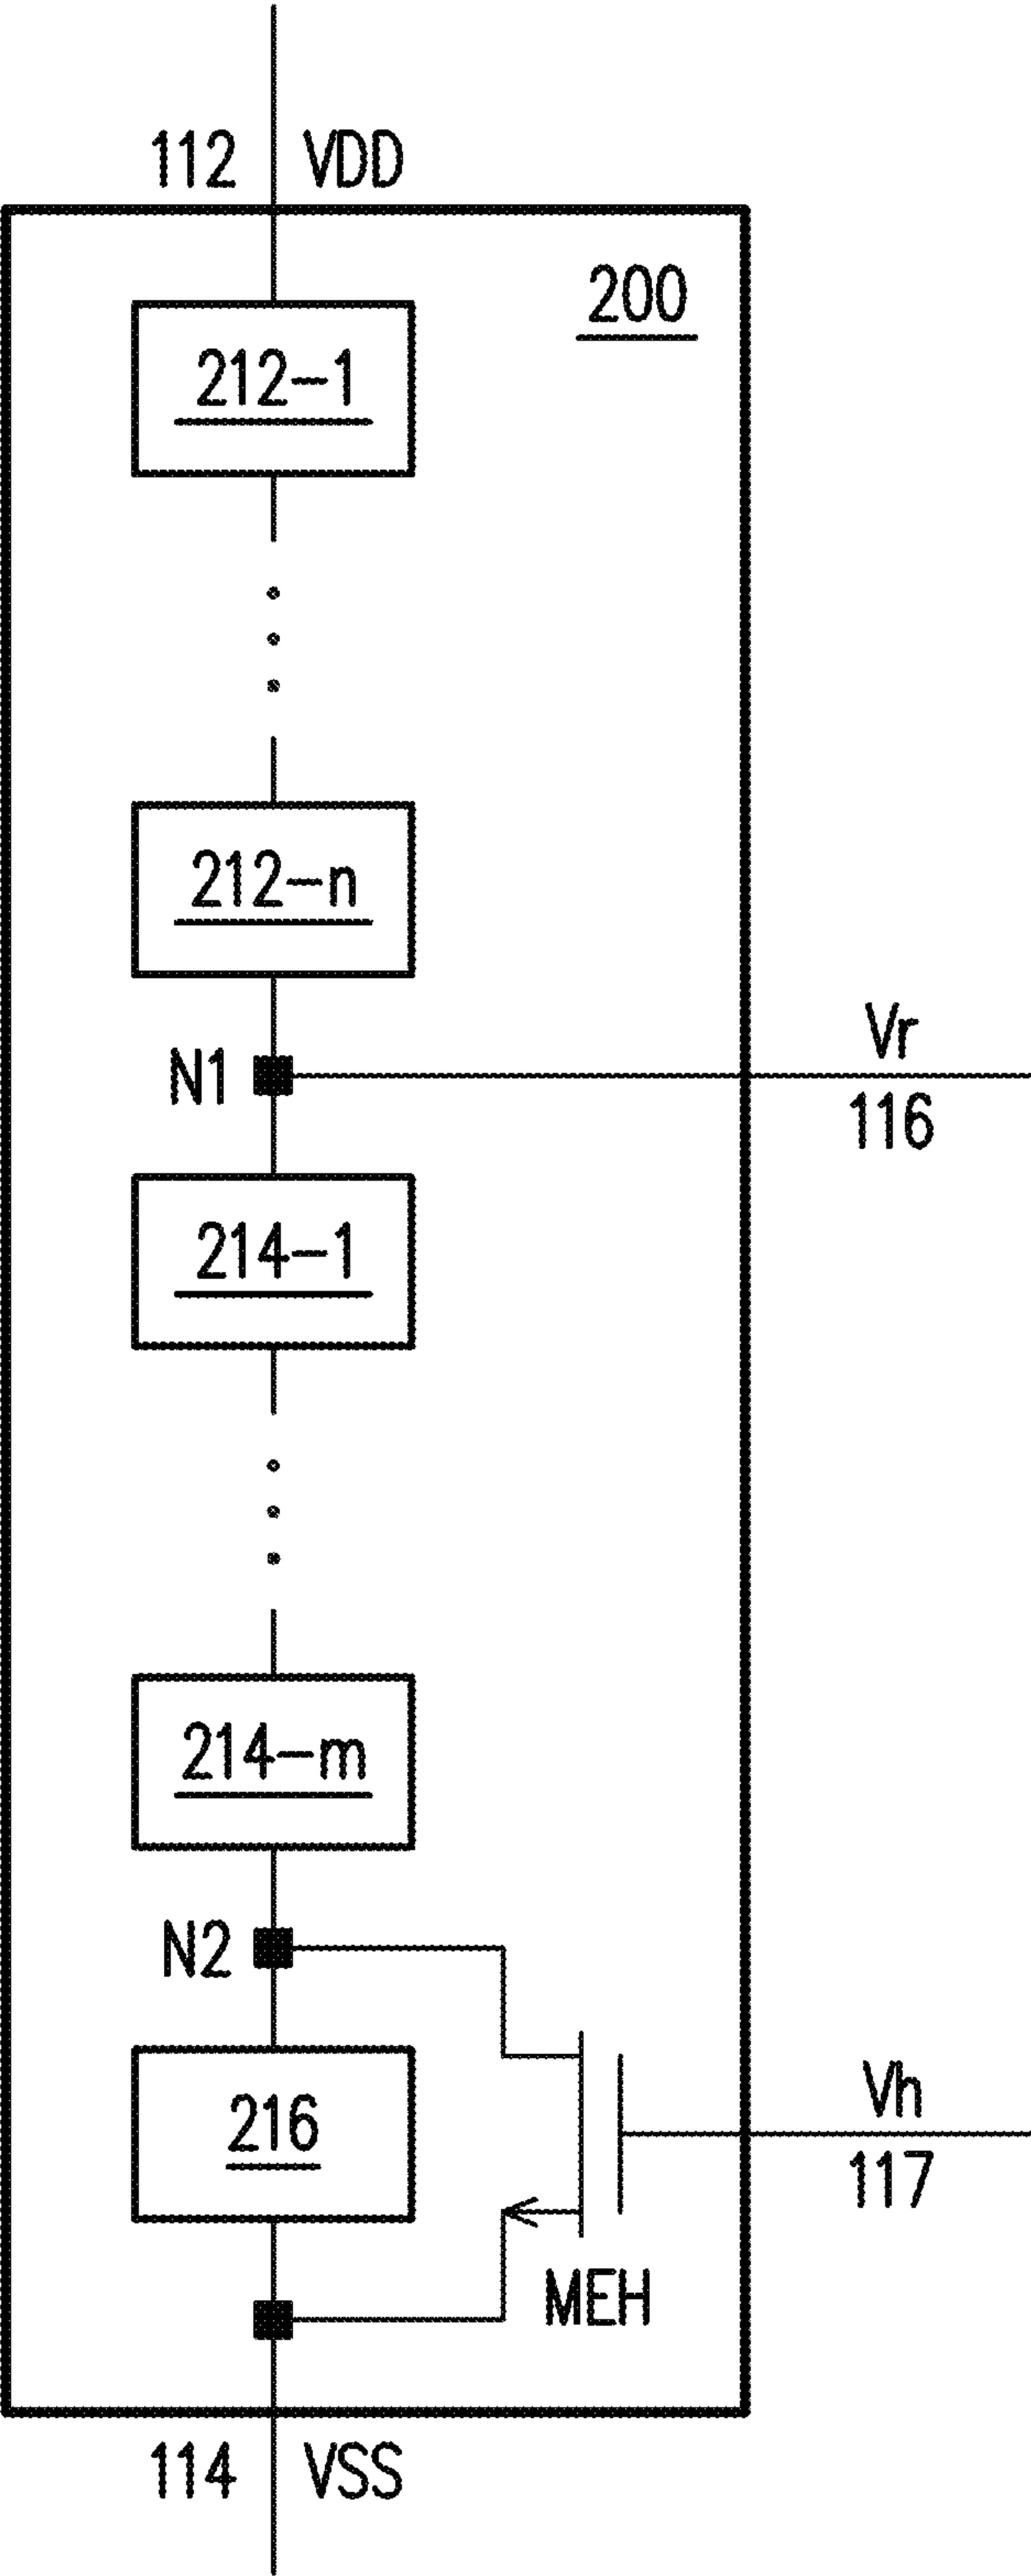 112 VDD
200
212-1
212-n
Vr
N1
116
214-1
214-m
N2
Vh
216
117
MEH
114 VSS